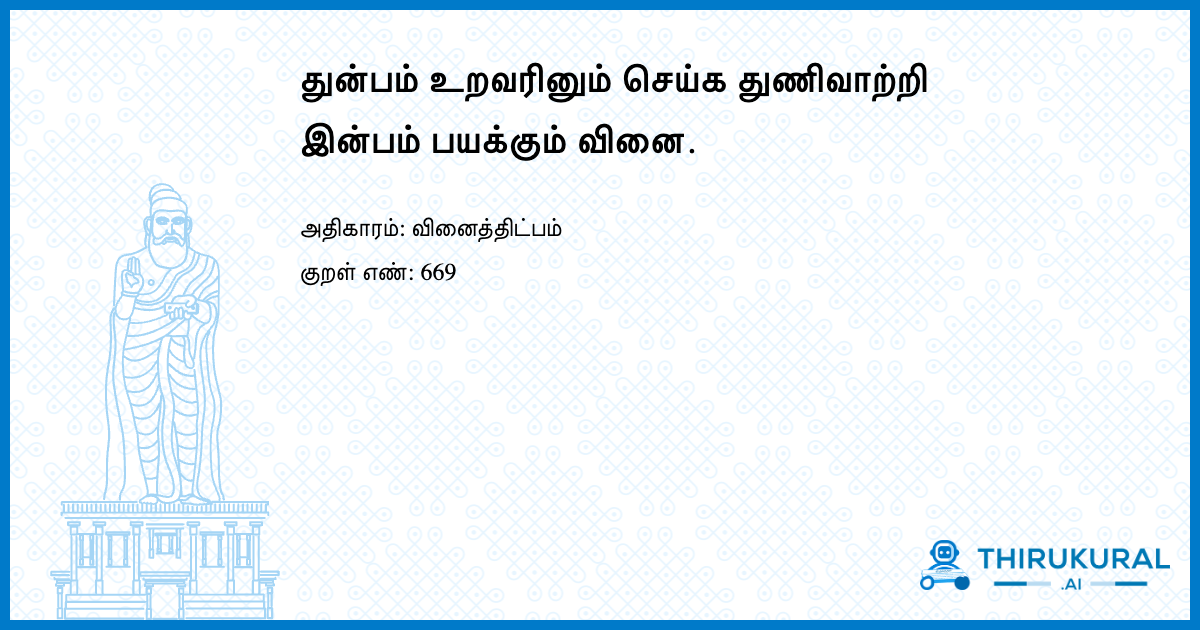 துன்பம் உறவரினும் செய்க துணிவாற்றி
இன்பம் பயக்கும் வினை.
அதிகாரம்: வினைத்திட்பம்
குறள் எண்: 669
THIRUKURAL
.AI